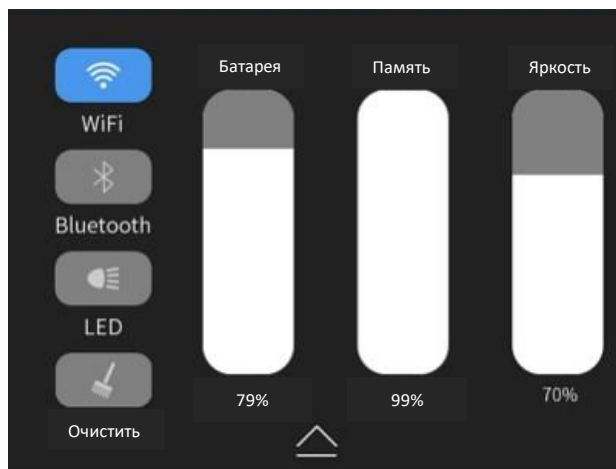 WiFi
Bluetooth
LED
Очистить
Батарея
79%
Память
99%
Яркость
70%